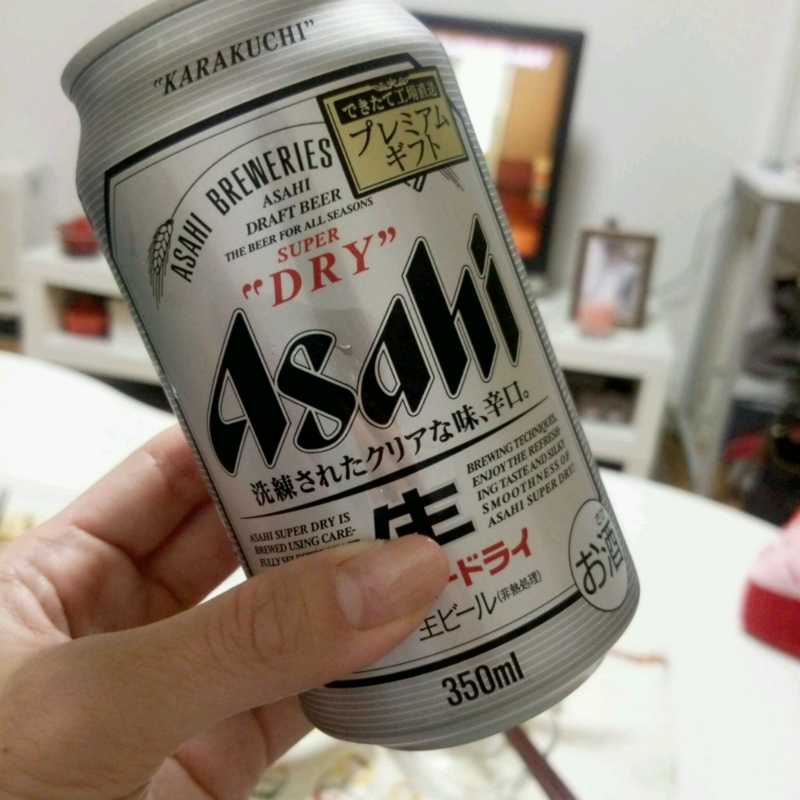 "KARAKUCHI"
できたて工場直送
プレミアム
ギフト
ASAHI BREWERIES
ASAHI
DRAFT BEER
THE BEER FOR ALL SEASONS
SUPER
"DRY"
Asahi
洗練されたクリアな味、辛口。
BREWING TECHNIQUES.
ENJOY THE REFRESH-
ING TASTE AND SILKY
SMOOTHNESS OF
ASAHI SUPER DRY!
ASAHI SUPER DRY IS
BREWED USING CARE-
FULLY
生
ードライ
生ビール(非熱処理)
お酒
350ml